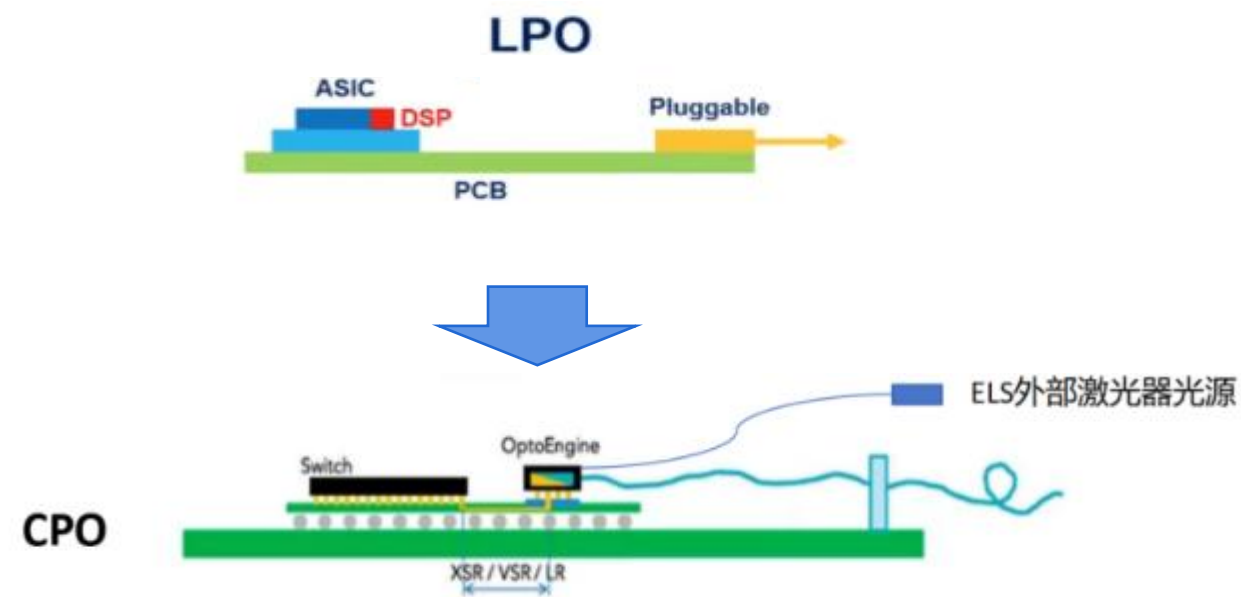 LPO
ASIC
DSP
Pluggable
PCB
ELS外部激光器光源
OptoEngine
Switch
CPO
XSR / VSR / LR